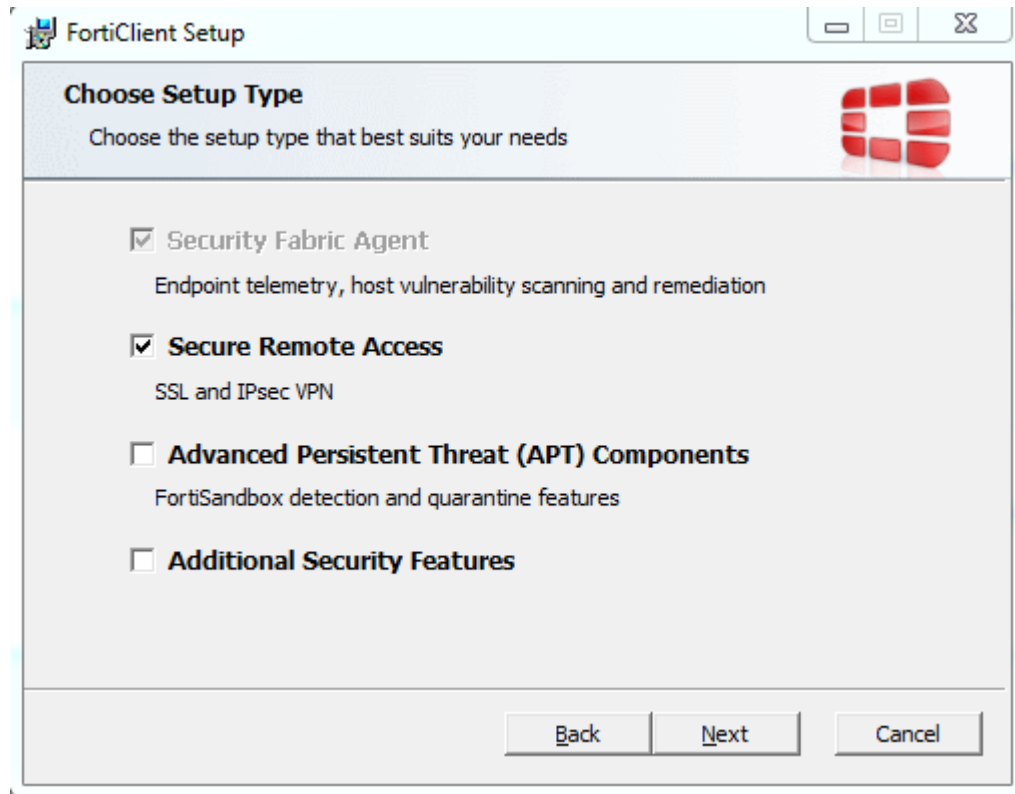 FortiClient Setup
Choose Setup Type
Choose the setup type that best suits your needs
Security Fabric Agent
Endpoint telemetry, host vulnerability scanning and remediation
Secure Remote Access
SSL and IPsec VPN
Advanced Persistent Threat (APT) Components
FortiSandbox detection and quarantine features
Additional Security Features
Back Next Cancel